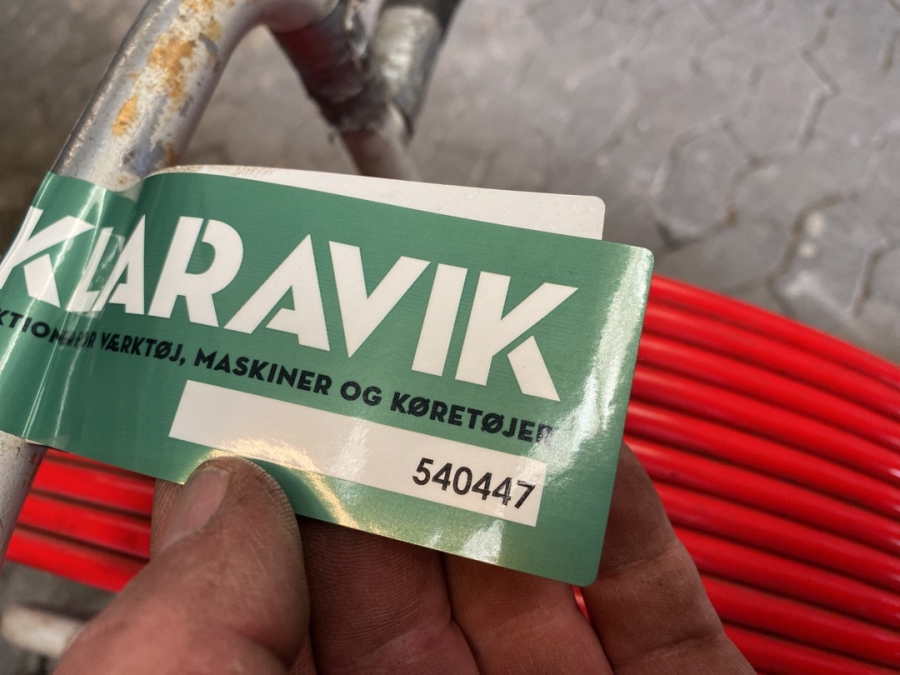 KLARAVIK
VÆRKTØJ, MASKINER OG KØRETØJER
540447